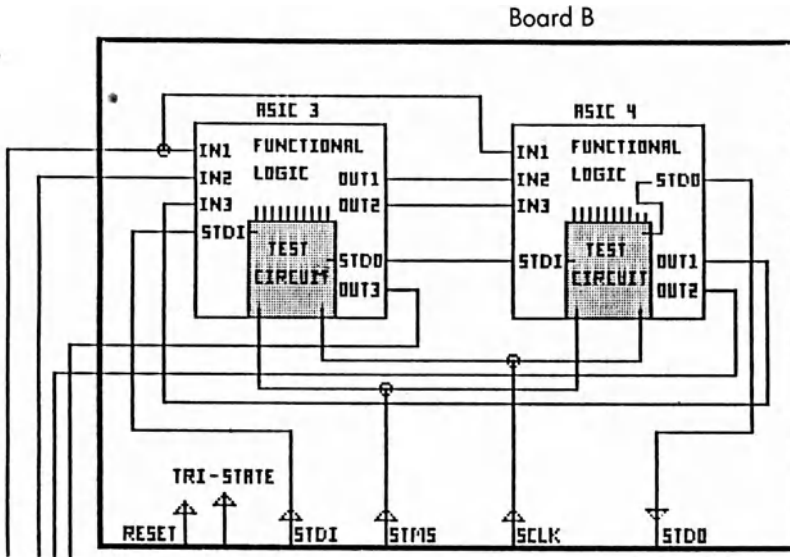 Board B
ASIC 3
ASIC 4
IN1
FUNCTIONAL
LOGIC
IN2
OUT1
IN3
OUT2
STDI
TEST
CIRCUIT
STDO
OUT3
IN1
FUNCTIONAL
LOGIC
IN2
STDO
IN3
TEST
CIRCUIT
STDI
OUT1
OUT2
TRI-STATE
RESET
STDI
STMS
SCLK
STDO